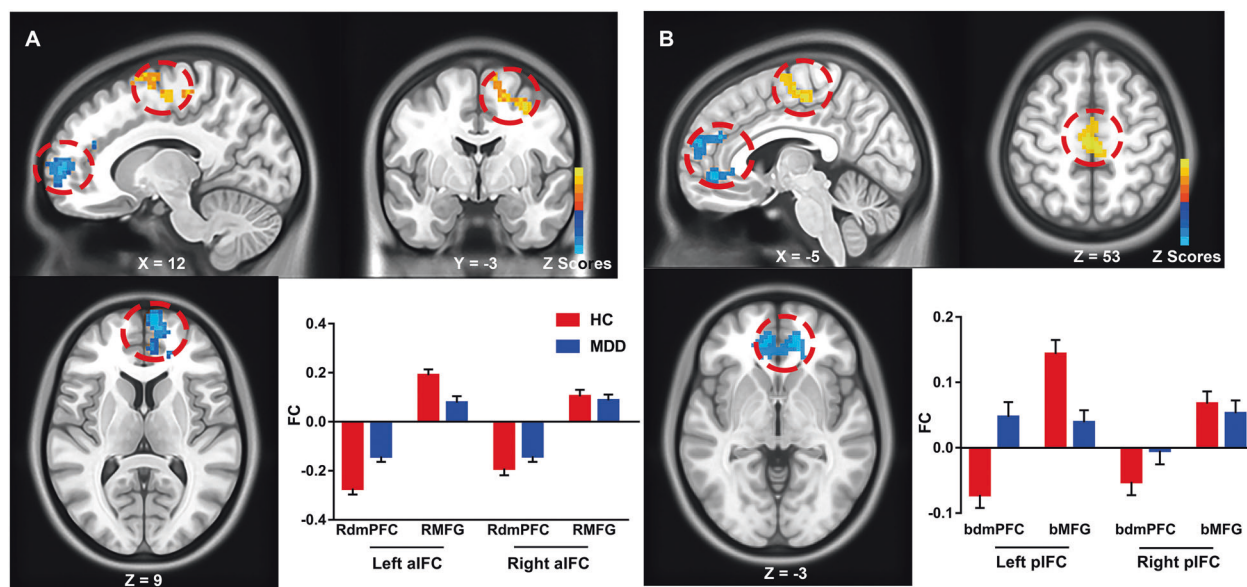 A
X = 12
Y = -3
Z Scores
Z = 9
HC
MDD
FC
0.4
0.2
0.0
-0.2
-0.4
RdmPFC RMFG RdmPFC RMFG
Left aIFC Right aIFC
B
X = -5
Z = 53
Z Scores
Z = -3
FC
0.2
0.1
0.0
-0.1
bdmPFC bMFG bdmPFC bMFG
Left pIFC Right pIFC